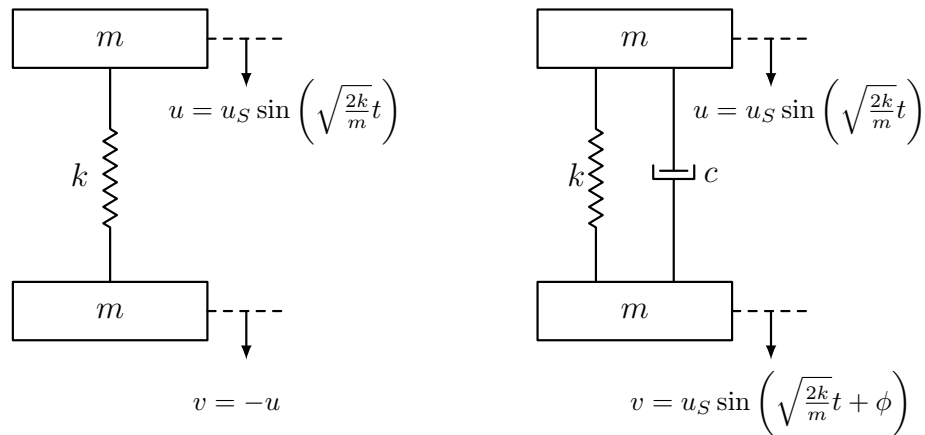 m
m
u = u_S sin(√(2k/m) t)
u = u_S sin(√(2k/m) t)
k
k
c
m
m
v = −u
v = u_S sin(√(2k/m) t + ϕ)